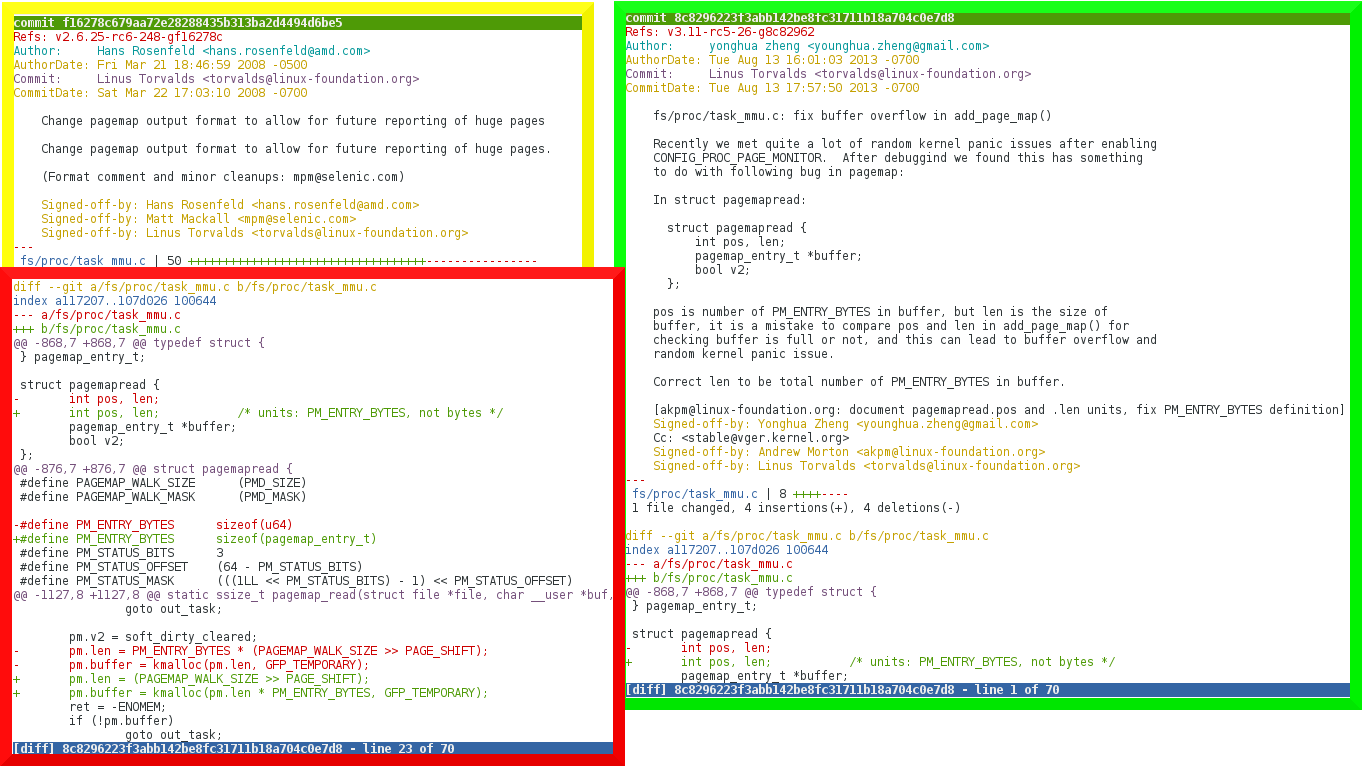 commit f16278c679aa72e28288435b313ba2d4494d6be5
Refs: v2.6.25-rc6-248-gf16278c
Author:     Hans Rosenfeld <hans.rosenfeld@amd.com>
AuthorDate: Fri Mar 21 18:46:59 2008 -0500
Commit:     Linus Torvalds <torvalds@linux-foundation.org>
CommitDate: Sat Mar 22 17:03:10 2008 -0700
Change pagemap output format to allow for future reporting of huge pages
Change pagemap output format to allow for future reporting of huge pages.
(Format comment and minor cleanups: mpm@selenic.com)
Signed-off-by: Hans Rosenfeld <hans.rosenfeld@amd.com>
Signed-off-by: Matt Mackall <mpm@selenic.com>
Signed-off-by: Linus Torvalds <torvalds@linux-foundation.org>
---
fs/proc/task_mmu.c | 50 ++++++++++++++++++++++++++++++++++----------------
diff --git a/fs/proc/task_mmu.c b/fs/proc/task_mmu.c
index a117207..107d026 100644
--- a/fs/proc/task_mmu.c
+++ b/fs/proc/task_mmu.c
@@ -868,7 +868,7 @@ typedef struct {
 } pagemap_entry_t;
 struct pagemapread {
-       int pos, len;
+       int pos, len;           /* units: PM_ENTRY_BYTES, not bytes */
        pagemap_entry_t *buffer;
        bool v2;
 };
@@ -876,7 +876,7 @@ struct pagemapread {
 #define PAGEMAP_WALK_SIZE      (PMD_SIZE)
 #define PAGEMAP_WALK_MASK      (PMD_MASK)
-#define PM_ENTRY_BYTES      sizeof(u64)
+#define PM_ENTRY_BYTES      sizeof(pagemap_entry_t)
 #define PM_STATUS_BITS      3
 #define PM_STATUS_OFFSET    (64 - PM_STATUS_BITS)
 #define PM_STATUS_MASK      (((1LL << PM_STATUS_BITS) - 1) << PM_STATUS_OFFSET)
@@ -1127,8 +1127,8 @@ static ssize_t pagemap_read(struct file *file, char __user *buf,
                goto out_task;
        pm.v2 = soft_dirty_cleared;
-       pm.len = PM_ENTRY_BYTES * (PAGEMAP_WALK_SIZE >> PAGE_SHIFT);
-       pm.buffer = kmalloc(pm.len, GFP_TEMPORARY);
+       pm.len = (PAGEMAP_WALK_SIZE >> PAGE_SHIFT);
+       pm.buffer = kmalloc(pm.len * PM_ENTRY_BYTES, GFP_TEMPORARY);
        ret = -ENOMEM;
        if (!pm.buffer)
                goto out_task;
[diff] 8c8296223f3abb142be8fc31711b18a704c0e7d8 - line 23 of 70
commit 8c8296223f3abb142be8fc31711b18a704c0e7d8
Refs: v3.11-rc5-26-g8c82962
Author:     yonghua zheng <younghua.zheng@gmail.com>
AuthorDate: Tue Aug 13 16:01:03 2013 -0700
Commit:     Linus Torvalds <torvalds@linux-foundation.org>
CommitDate: Tue Aug 13 17:57:50 2013 -0700
fs/proc/task_mmu.c: fix buffer overflow in add_page_map()
Recently we met quite a lot of random kernel panic issues after enabling
CONFIG_PROC_PAGE_MONITOR.  After debuggind we found this has something
to do with following bug in pagemap:
In struct pagemapread:
struct pagemapread {
    int pos, len;
    pagemap_entry_t *buffer;
    bool v2;
};
pos is number of PM_ENTRY_BYTES in buffer, but len is the size of
buffer, it is a mistake to compare pos and len in add_page_map() for
checking buffer is full or not, and this can lead to buffer overflow and
random kernel panic issue.
Correct len to be total number of PM_ENTRY_BYTES in buffer.
[akpm@linux-foundation.org: document pagemapread.pos and .len units, fix PM_ENTRY_BYTES definition]
Signed-off-by: Yonghua Zheng <younghua.zheng@gmail.com>
Cc: <stable@vger.kernel.org>
Signed-off-by: Andrew Morton <akpm@linux-foundation.org>
Signed-off-by: Linus Torvalds <torvalds@linux-foundation.org>
---
fs/proc/task_mmu.c | 8 ++++----
1 file changed, 4 insertions(+), 4 deletions(-)
diff --git a/fs/proc/task_mmu.c b/fs/proc/task_mmu.c
index a117207..107d026 100644
--- a/fs/proc/task_mmu.c
+++ b/fs/proc/task_mmu.c
@@ -868,7 +868,7 @@ typedef struct {
 } pagemap_entry_t;
 struct pagemapread {
-       int pos, len;
+       int pos, len;           /* units: PM_ENTRY_BYTES, not bytes */
        pagemap_entry_t *buffer;
[diff] 8c8296223f3abb142be8fc31711b18a704c0e7d8 - line 1 of 70